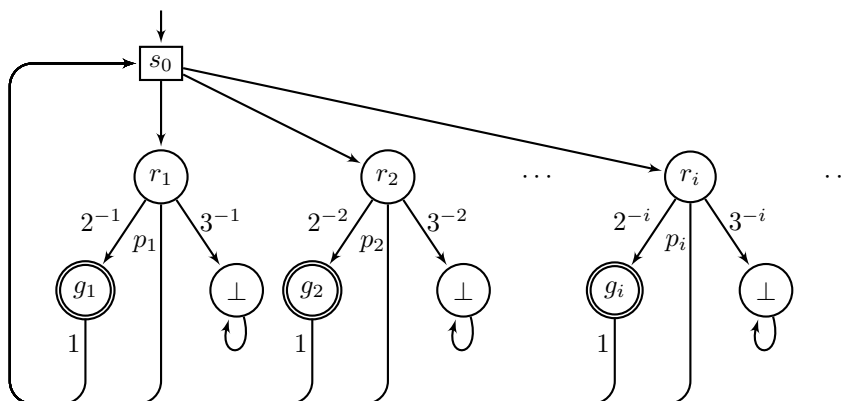 s₀
r₁ r₂ ⋯ rᵢ ⋯
2⁻¹ 3⁻¹ 2⁻² 3⁻² 2⁻ⁱ 3⁻ⁱ
p₁ p₂ pᵢ
g₁ ⊥ g₂ ⊥ gᵢ ⊥
1 1 1